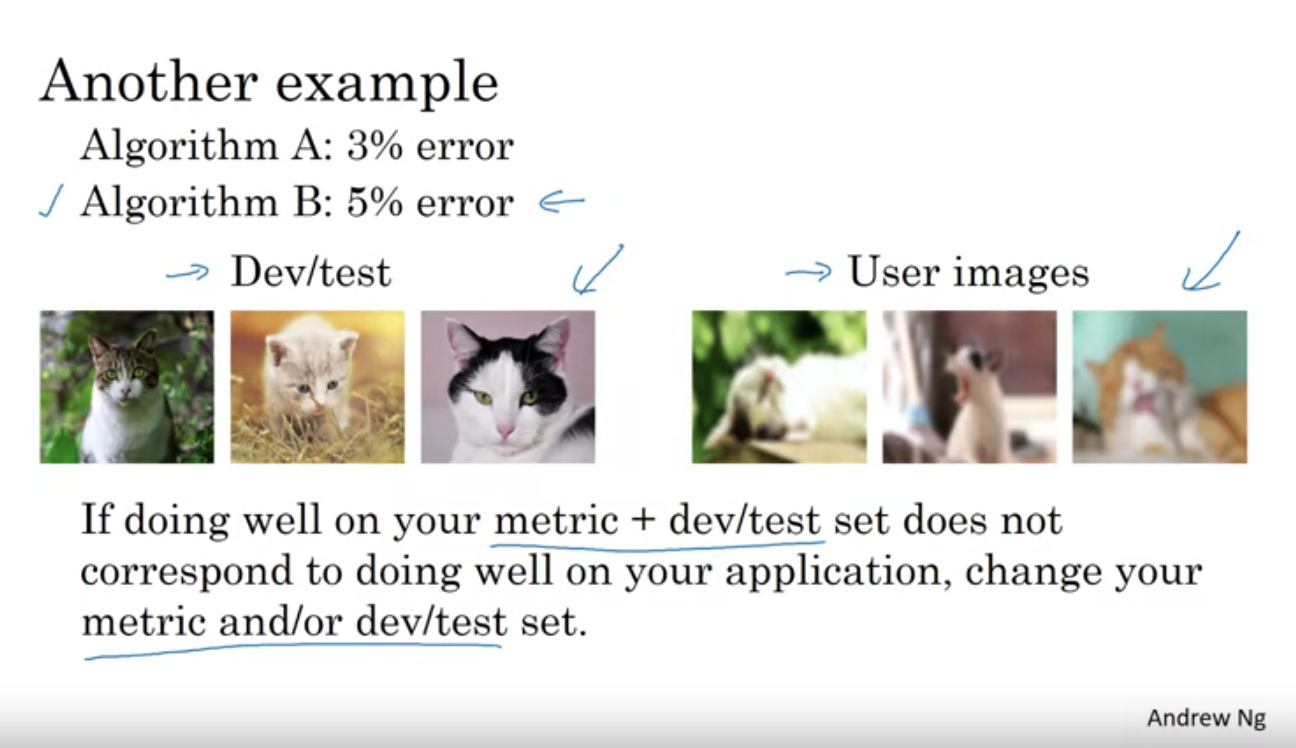 Another example
Algorithm A: 3% error
Algorithm B: 5% error
Dev/test
User images
If doing well on your metric + dev/test set does not
correspond to doing well on your application, change your
metric and/or dev/test set.
Andrew Ng